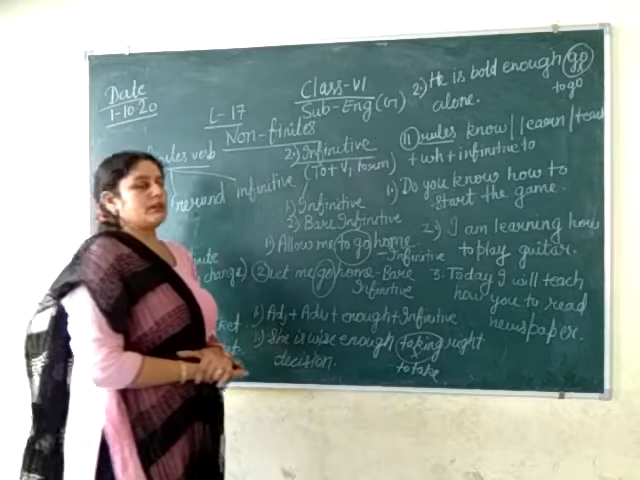 Date
1-10-20
L-17
Non-finites
Class-VI
Sub-Eng(G)
verb
Gerund infinitive
2.) Infinitive
(To+V1 form)
1) Infinitive
2) Bare Infinitive
1) Allow me to go home
- Infinitive
change) 2) Let me go home - Bare
Infinitive
1) Adj + Adv + enough + Infinitive
1) She is wise enough taking right
decision.
to take
2.) He is bold enough go
to go
alone.
11 rules know/learn/teach
+ wh + infinitive to
1.) Do you know how to
start the game.
2.) I am learning how
to play guitar.
3. Today I will teach
how you to read
newspaper.